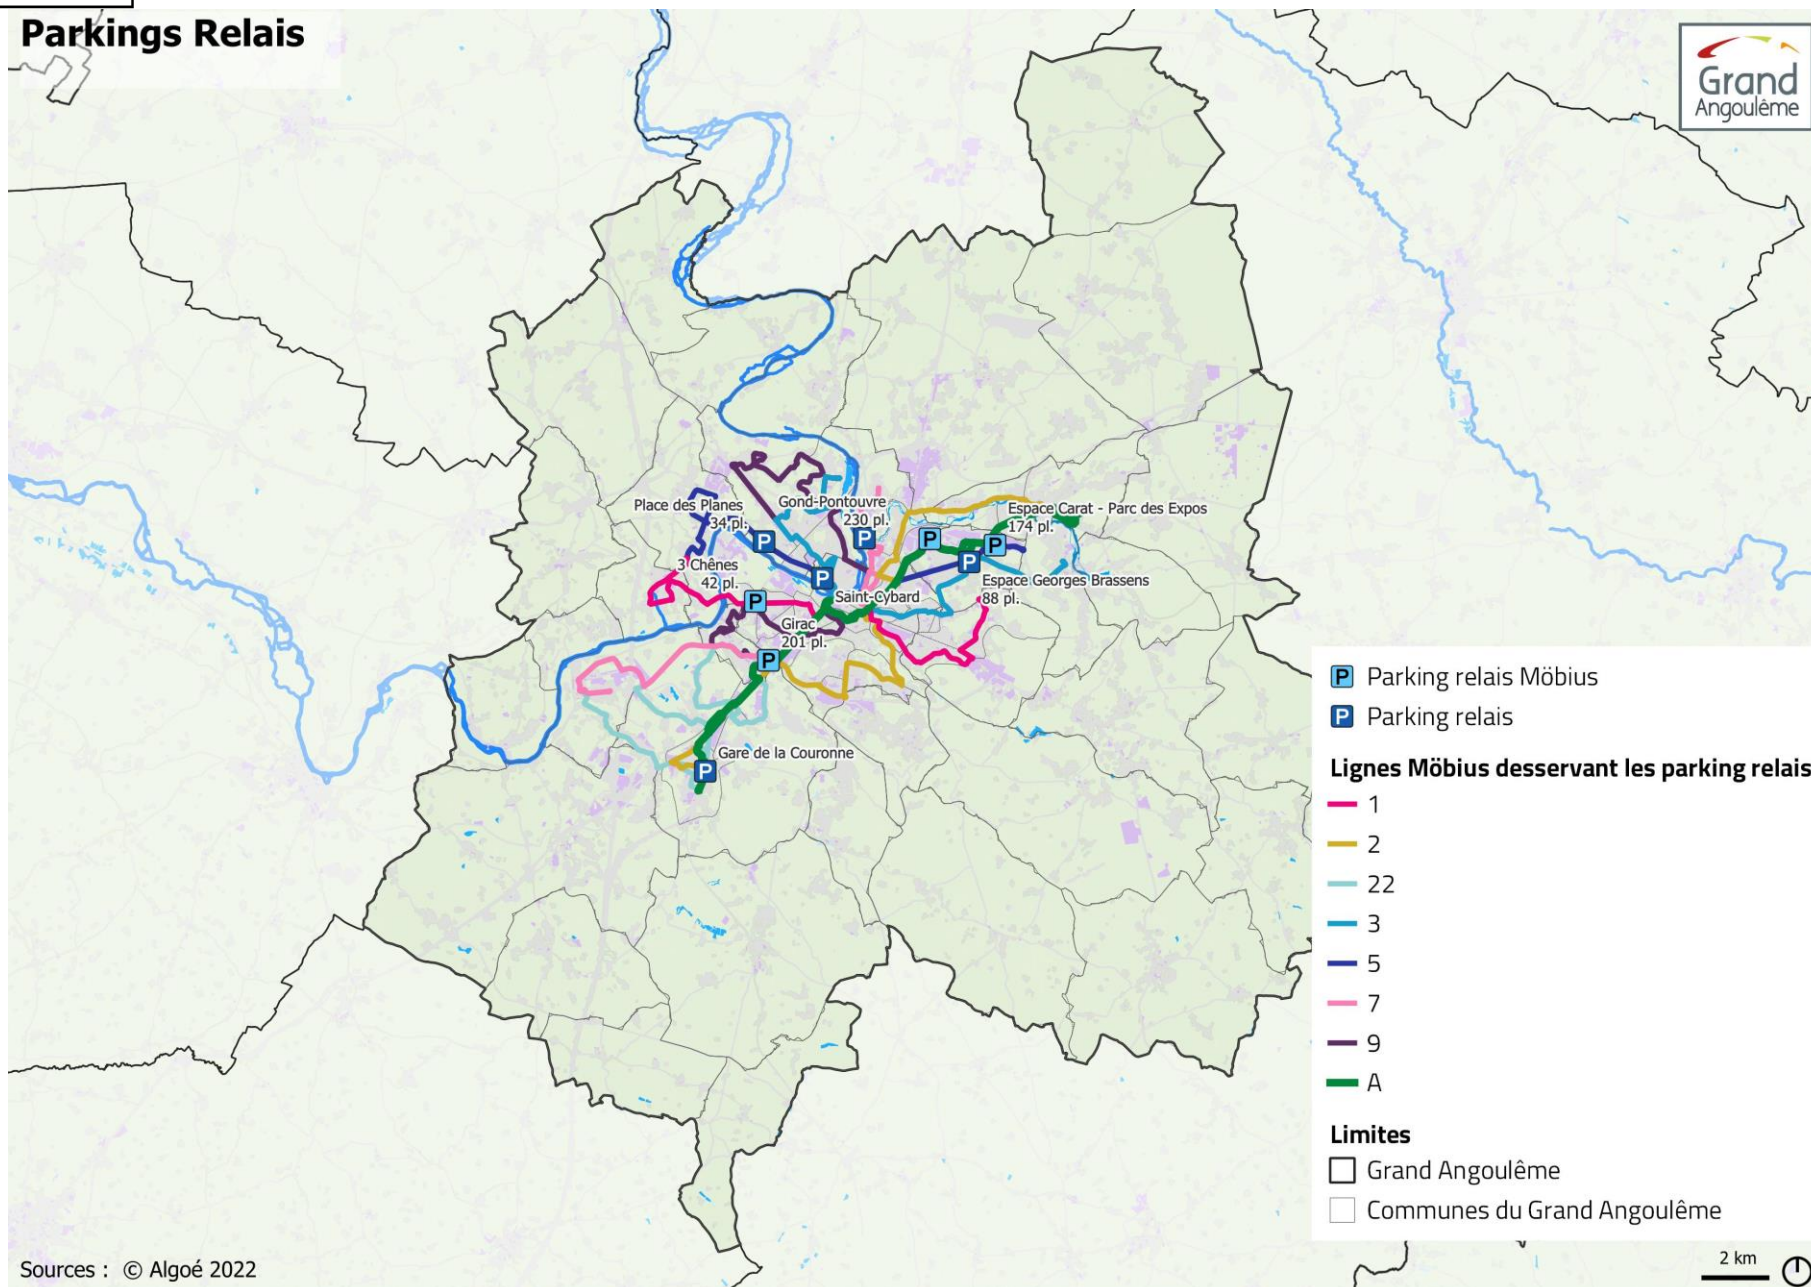 Parkings Relais
Grand
Angoulême
Place des Planes
34 pl.
Gond-Pontouvre
230 pl.
Espace Carat - Parc des Expos
174 pl.
3 Chênes
42 pl.
Espace Georges Brassens
88 pl.
Saint-Cybard
Girac
201 pl.
Gare de la Couronne
P
P
P
P
P
P
P
P
P
P Parking relais Möbius
P Parking relais
Lignes Möbius desservant les parking relais
1
2
22
3
5
7
9
A
Limites
Grand Angoulême
Communes du Grand Angoulême
Sources : © Algoé 2022
2 km